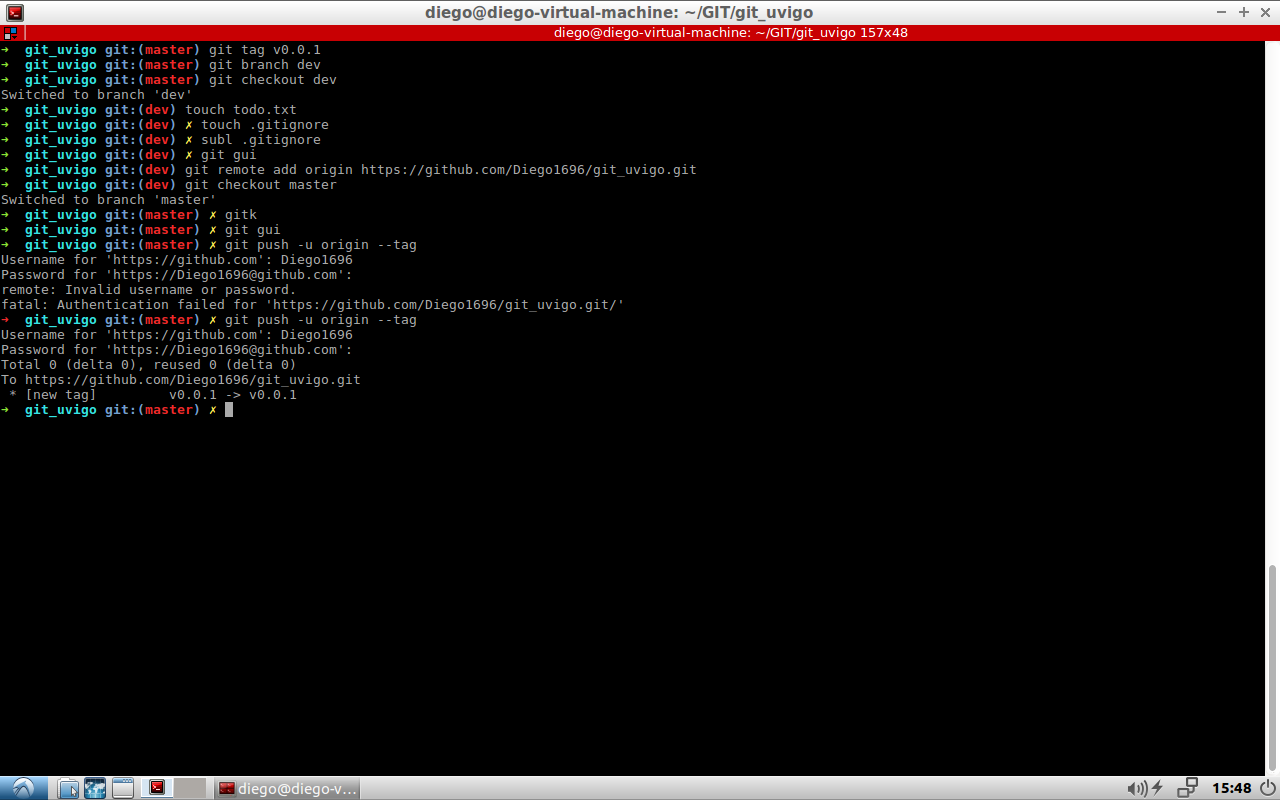 diego@diego-virtual-machine: ~/GIT/git_uvigo
diego@diego-virtual-machine: ~/GIT/git_uvigo 157x48
➜  git_uvigo git:(master) git tag v0.0.1
➜  git_uvigo git:(master) git branch dev
➜  git_uvigo git:(master) git checkout dev
Switched to branch 'dev'
➜  git_uvigo git:(dev) touch todo.txt
➜  git_uvigo git:(dev) ✗ touch .gitignore
➜  git_uvigo git:(dev) ✗ subl .gitignore
➜  git_uvigo git:(dev) ✗ git gui
➜  git_uvigo git:(dev) git remote add origin https://github.com/Diego1696/git_uvigo.git
➜  git_uvigo git:(dev) git checkout master
Switched to branch 'master'
➜  git_uvigo git:(master) ✗ gitk
➜  git_uvigo git:(master) ✗ git gui
➜  git_uvigo git:(master) ✗ git push -u origin --tag
Username for 'https://github.com': Diego1696
Password for 'https://Diego1696@github.com':
remote: Invalid username or password.
fatal: Authentication failed for 'https://github.com/Diego1696/git_uvigo.git/'
➜  git_uvigo git:(master) ✗ git push -u origin --tag
Username for 'https://github.com': Diego1696
Password for 'https://Diego1696@github.com':
Total 0 (delta 0), reused 0 (delta 0)
To https://github.com/Diego1696/git_uvigo.git
 * [new tag]         v0.0.1 -> v0.0.1
➜  git_uvigo git:(master) ✗
diego@diego-v...
15:48